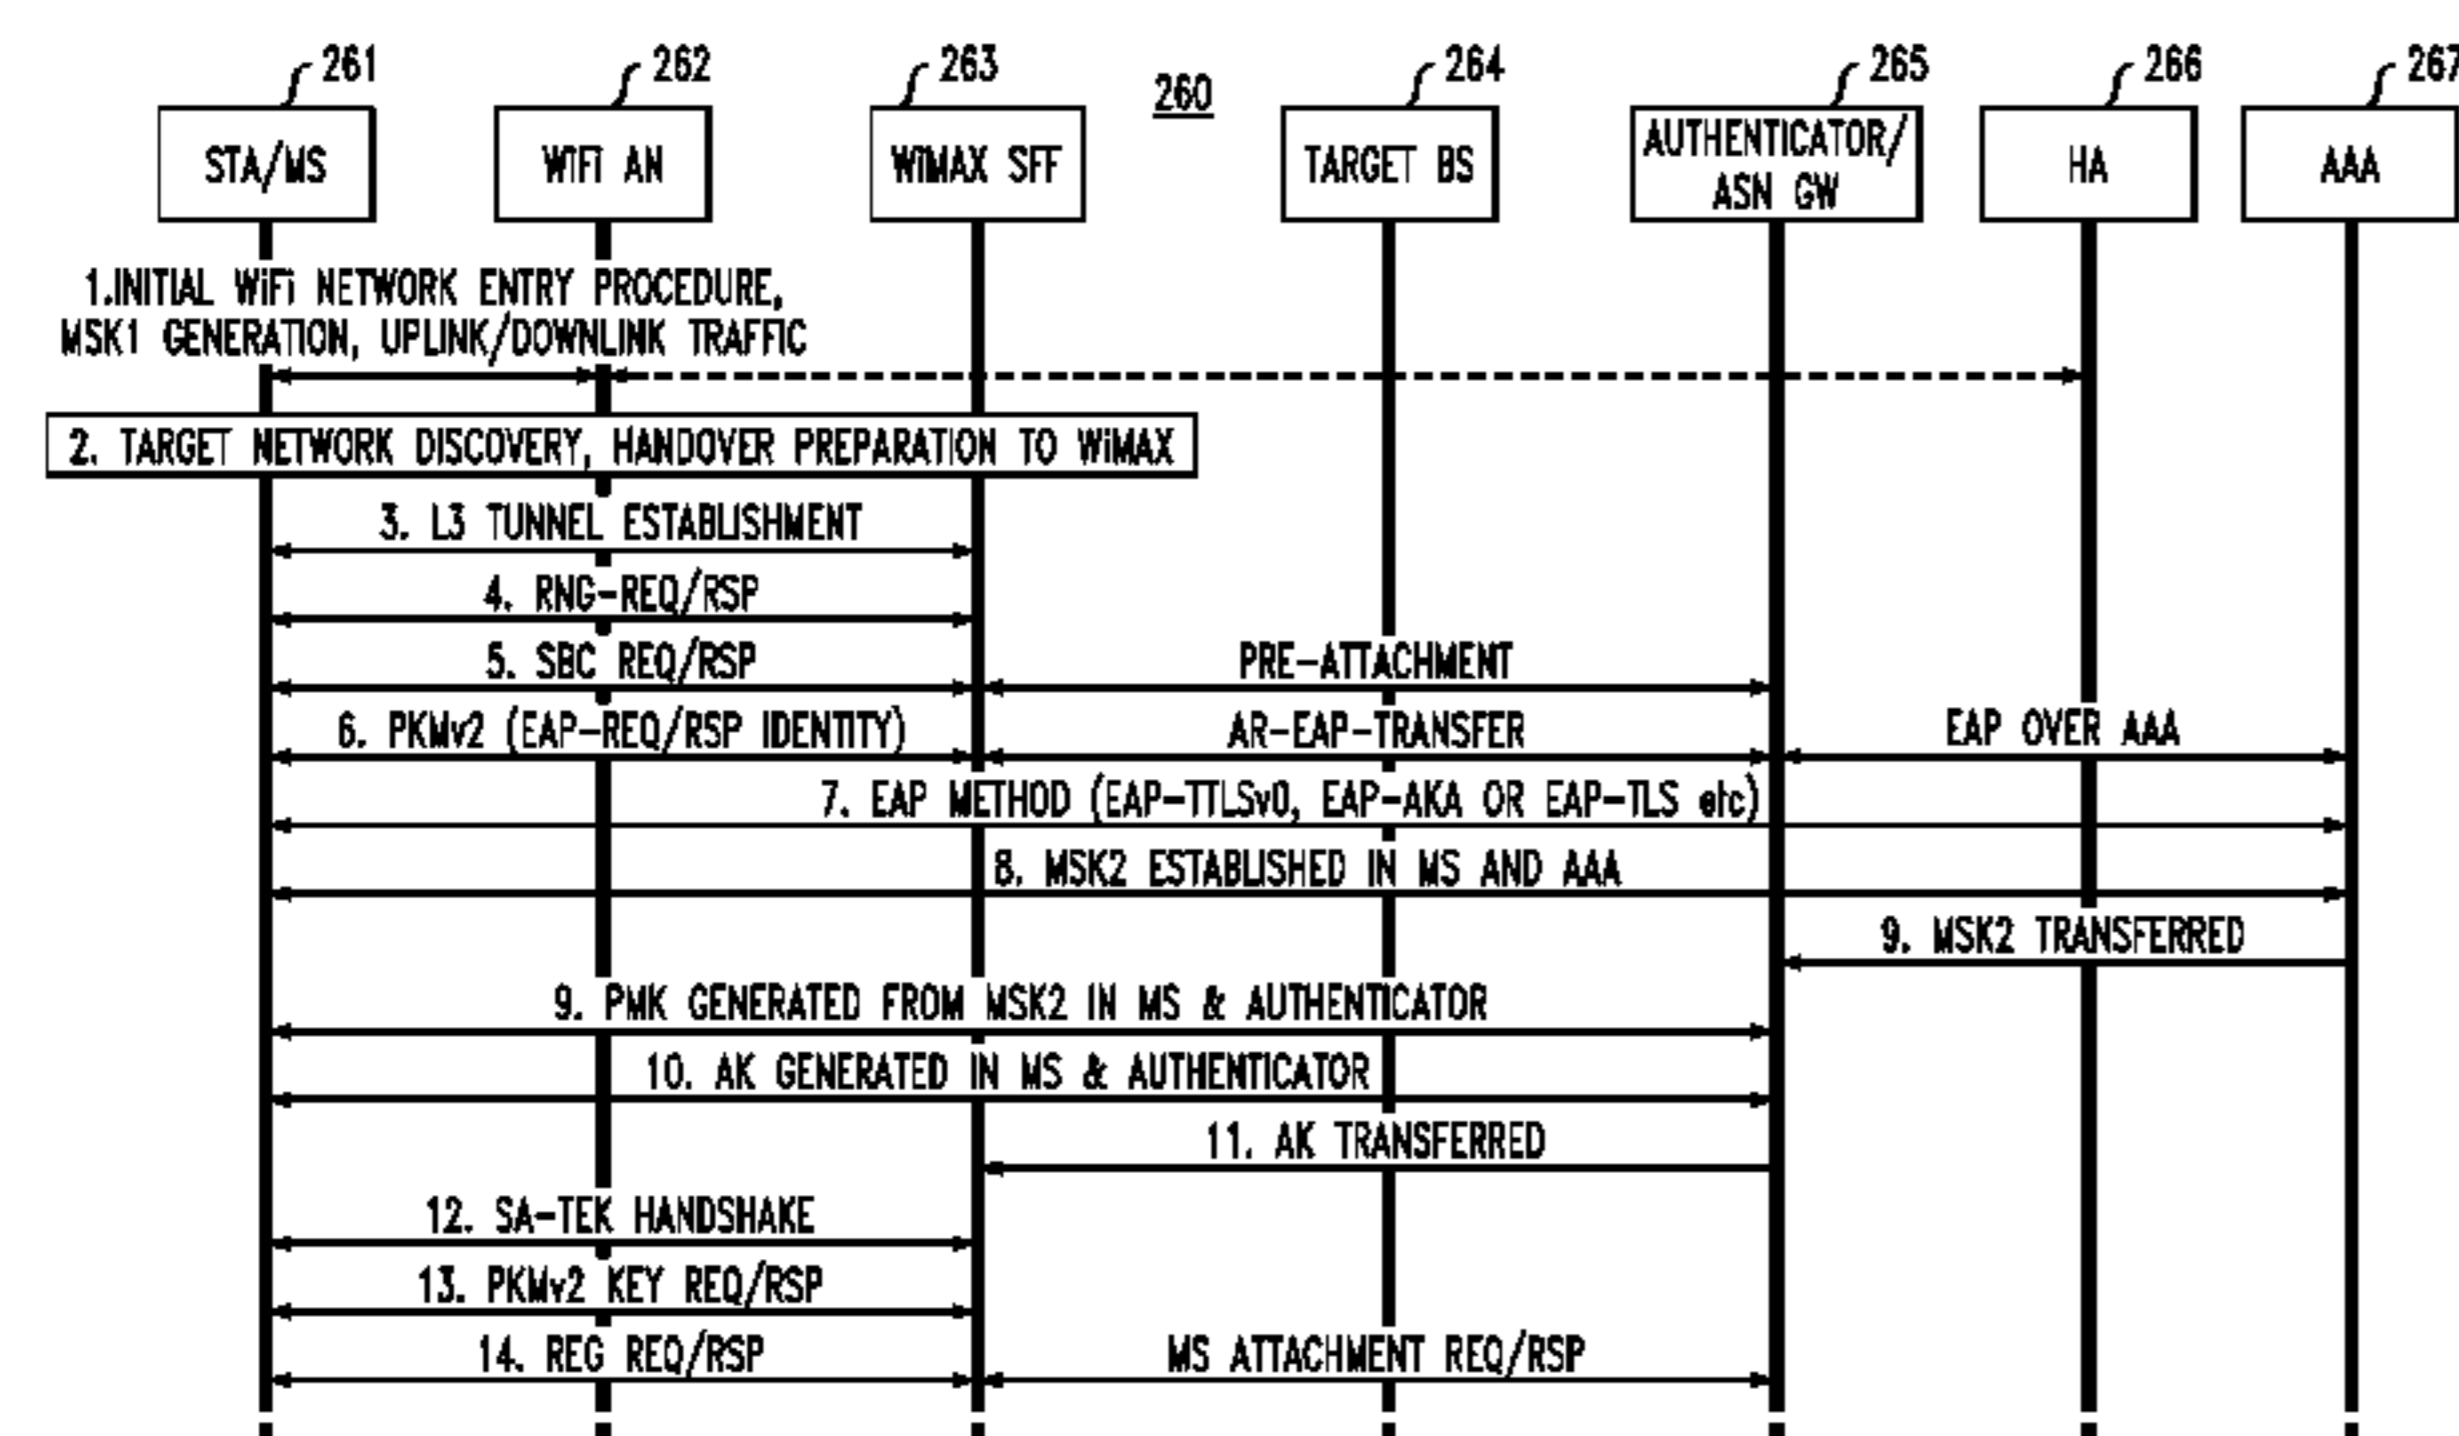 261
262
263
260
264
265
266
267
STA/MS
WiFi AN
WiMAX SFF
TARGET BS
AUTHENTICATOR/
ASN GW
HA
AAA
1.INITIAL WiFi NETWORK ENTRY PROCEDURE,
MSK1 GENERATION, UPLINK/DOWNLINK TRAFFIC
2. TARGET NETWORK DISCOVERY, HANDOVER PREPARATION TO WiMAX
3. L3 TUNNEL ESTABLISHMENT
4. RNG-REQ/RSP
5. SBC REQ/RSP
PRE-ATTACHMENT
6. PKMv2 (EAP-REQ/RSP IDENTITY)
AR-EAP-TRANSFER
EAP OVER AAA
7. EAP METHOD (EAP-TTLSv0, EAP-AKA OR EAP-TLS etc)
8. MSK2 ESTABLISHED IN MS AND AAA
9. MSK2 TRANSFERRED
9. PMK GENERATED FROM MSK2 IN MS & AUTHENTICATOR
10. AK GENERATED IN MS & AUTHENTICATOR
11. AK TRANSFERRED
12. SA-TEK HANDSHAKE
13. PKMv2 KEY REQ/RSP
14. REG REQ/RSP
MS ATTACHMENT REQ/RSP